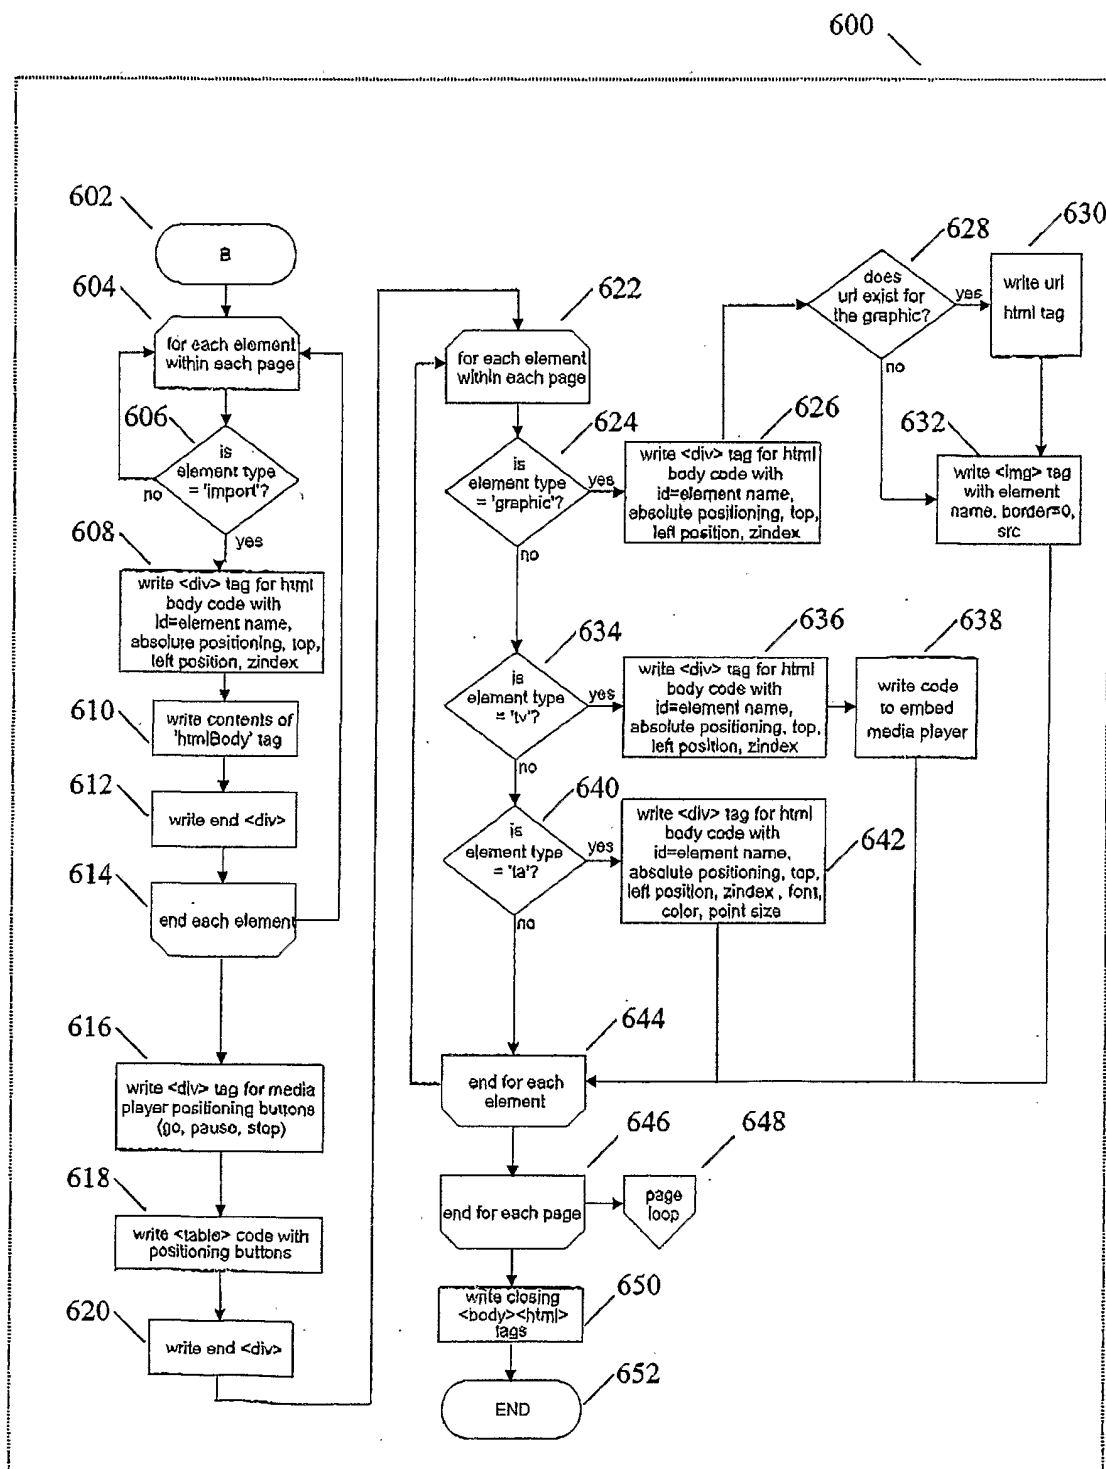 600
602
B
604
for each element
within each page
606
is
element type
= 'import'?
no
yes
608
write <div> tag for html
body code with
id=element name,
absolute positioning, top,
left position, zindex
610
write contents of
'htmlBody' tag
612
write end <div>
614
end each element
616
write <div> tag for media
player positioning buttons
(go, pause, stop)
618
write <table> code with
positioning buttons
620
write end <div>
622
for each element
within each page
624
is
element type
= 'graphic'?
yes
no
626
write <div> tag for html
body code with
id=element name,
absolute positioning, top,
left position, zindex
628
does
url exist for
the graphic?
yes
no
630
write url
html tag
632
write <img> tag
with element
name, border=0,
src
634
is
element type
= 'tv'?
yes
no
636
write <div> tag for html
body code with
id=element name,
absolute positioning, top,
left position, zindex
638
write code
to embed
media player
640
is
element type
= 'ta'?
yes
no
642
write <div> tag for html
body code with
id=element name,
absolute positioning, top,
left position, zindex , font,
color, point size
644
end for each
element
646
end for each page
648
page
loop
650
write closing
<body><html>
tags
652
END